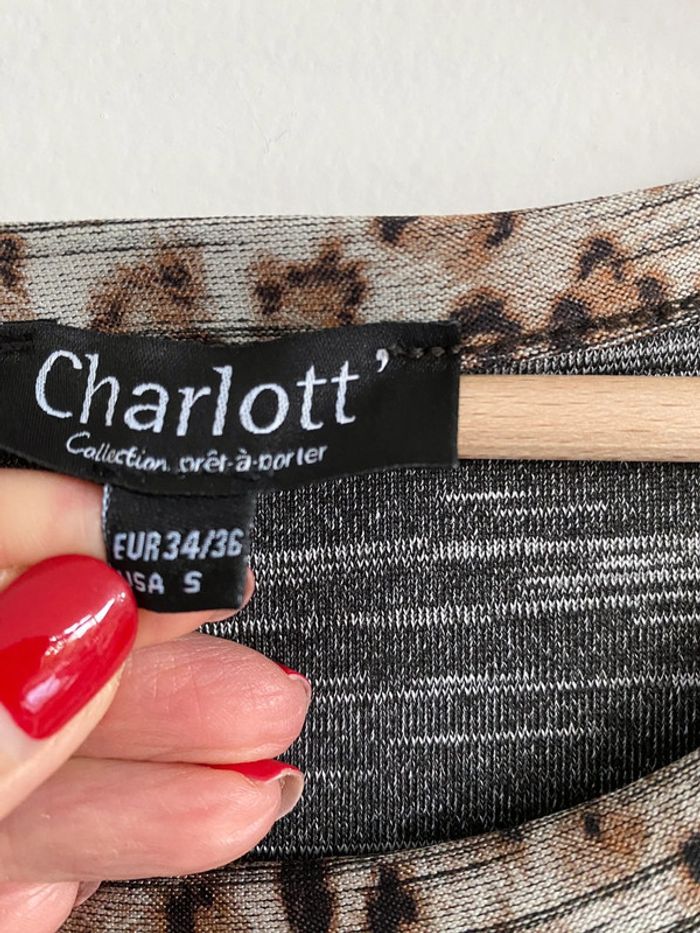 Charlott’
Collection prêt-à-porter
EUR 34/36
USA S